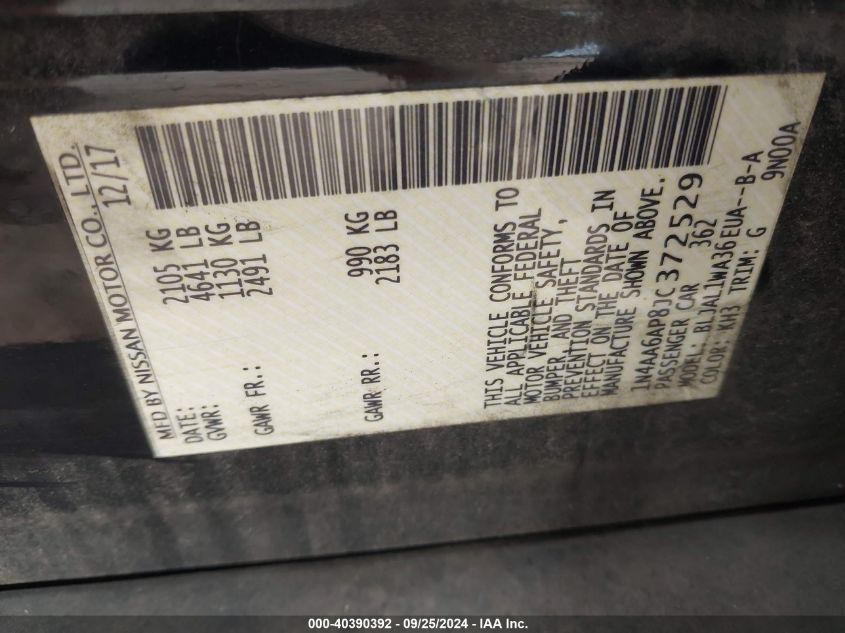 MFD BY NISSAN MOTOR CO., LTD.
DATE: 12/17
GVWR: 2105 KG
4641 LB
GAWR FR.: 1130 KG
2491 LB
GAWR RR.: 990 KG
2183 LB
THIS VEHICLE CONFORMS TO
ALL APPLICABLE FEDERAL
MOTOR VEHICLE SAFETY,
BUMPER, AND THEFT
PREVENTION STANDARDS IN
EFFECT ON THE DATE OF
MANUFACTURE SHOWN ABOVE.
1N4AA6AP8JC372529
PASSENGER CAR 362
MODEL: BLJAL1WA36EUA--B-A
COLOR: KH3 TRIM: G 9N00A
000-40390392 - 09/25/2024 - IAA Inc.